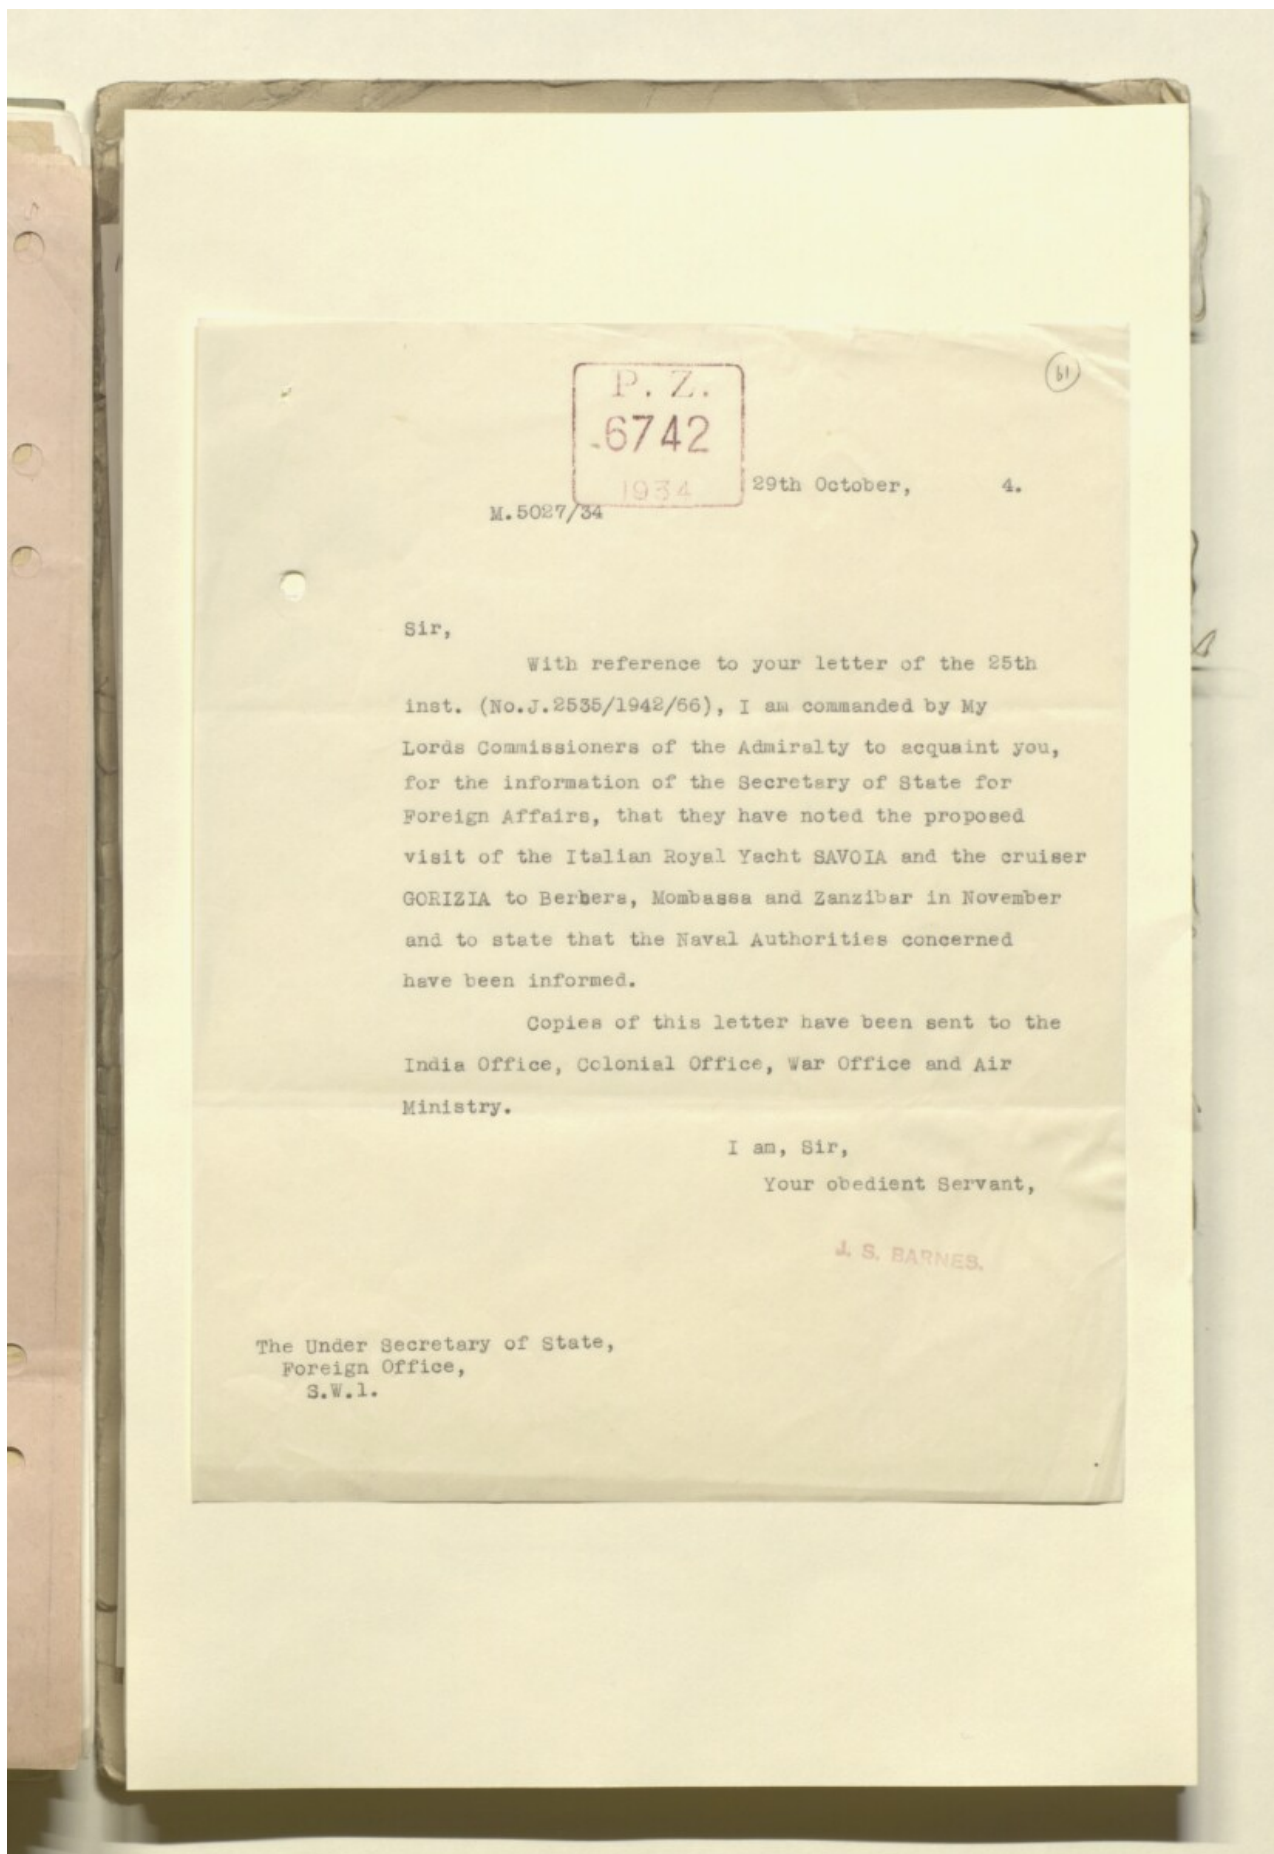 61
P. Z.
6742
1934
29th October, 4.
M.5027/34
Sir,
With reference to your letter of the 25th
inst. (No.J.2535/1942/66), I am commanded by My
Lords Commissioners of the Admiralty to acquaint you,
for the information of the Secretary of State for
Foreign Affairs, that they have noted the proposed
visit of the Italian Royal Yacht SAVOIA and the cruiser
GORIZIA to Berbera, Mombassa and Zanzibar in November
and to state that the Naval Authorities concerned
have been informed.
Copies of this letter have been sent to the
India Office, Colonial Office, War Office and Air
Ministry.
I am, Sir,
Your obedient Servant,
J. S. BARNES.
The Under Secretary of State,
Foreign Office,
S.W.1.